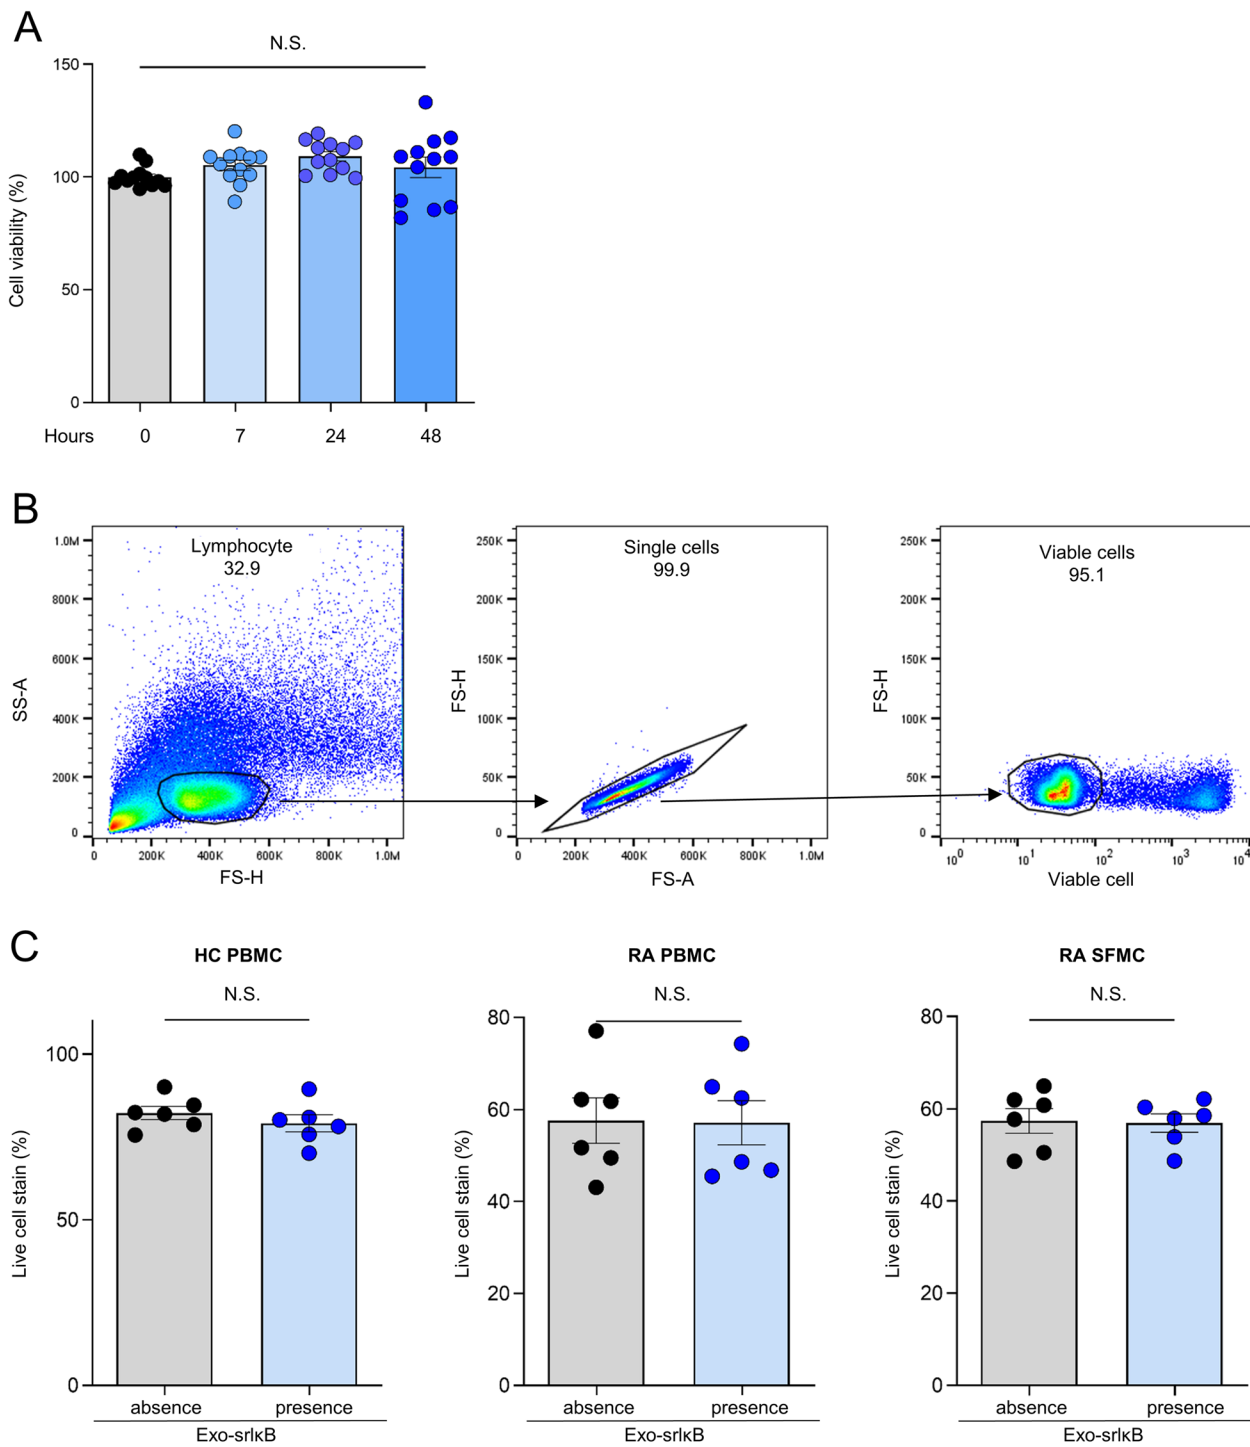 A
N.S.
Cell viability (%)
150
100
50
0
Hours 0 7 24 48
B
SS-A
1.0M
800K
600K
400K
200K
0
Lymphocyte
32.9
0 200K 400K 600K 800K 1.0M
FS-H
FS-H
250K
200K
150K
100K
50K
0
Single cells
99.9
0 200K 400K 600K 800K 1.0M
FS-A
FS-H
250K
200K
150K
100K
50K
0
Viable cells
95.1
10^0 10^1 10^2 10^3 10^4
Viable cell
C
HC PBMC
N.S.
Live cell stain (%)
100
50
0
absence presence
Exo-srIκB
RA PBMC
N.S.
Live cell stain (%)
80
60
40
20
0
absence presence
Exo-srIκB
RA SFMC
N.S.
Live cell stain (%)
80
60
40
20
0
absence presence
Exo-srIκB